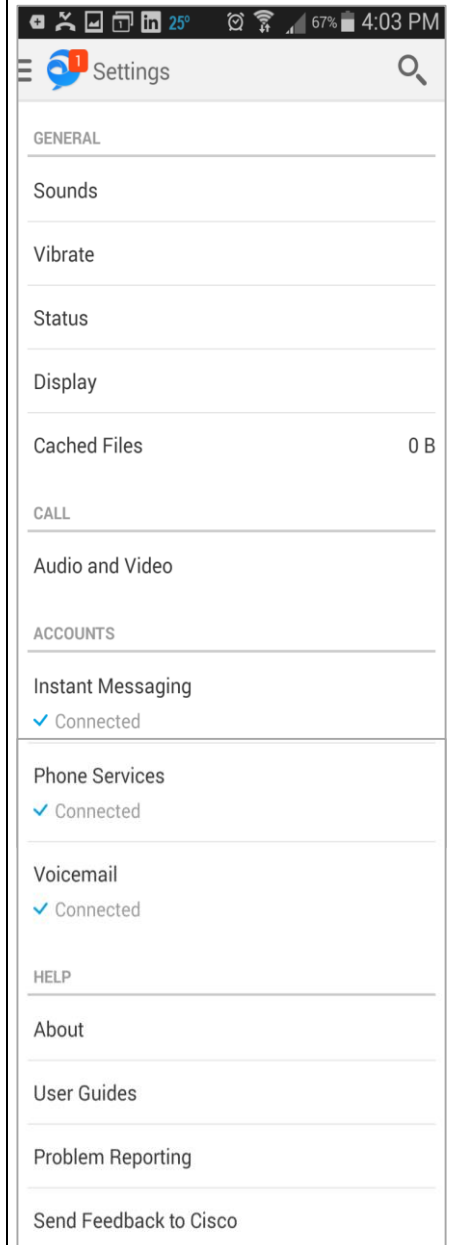 25° 67% 4:03 PM
1 Settings
GENERAL
Sounds
Vibrate
Status
Display
Cached Files 0 B
CALL
Audio and Video
ACCOUNTS
Instant Messaging
Connected
Phone Services
Connected
Voicemail
Connected
HELP
About
User Guides
Problem Reporting
Send Feedback to Cisco